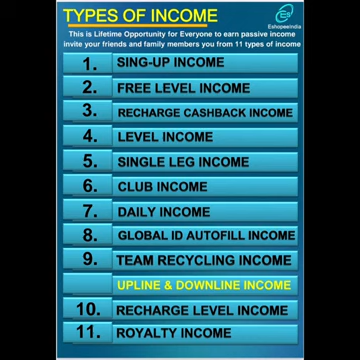 TYPES OF INCOME
EshopeeIndia
This is Lifetime Opportunity for Everyone to earn passive income
invite your friends and family members you from 11 types of income
1. SING-UP INCOME
2. FREE LEVEL INCOME
3. RECHARGE CASHBACK INCOME
4. LEVEL INCOME
5. SINGLE LEG INCOME
6. CLUB INCOME
7. DAILY INCOME
8. GLOBAL ID AUTOFILL INCOME
9. TEAM RECYCLING INCOME
UPLINE & DOWNLINE INCOME
10. RECHARGE LEVEL INCOME
11. ROYALTY INCOME